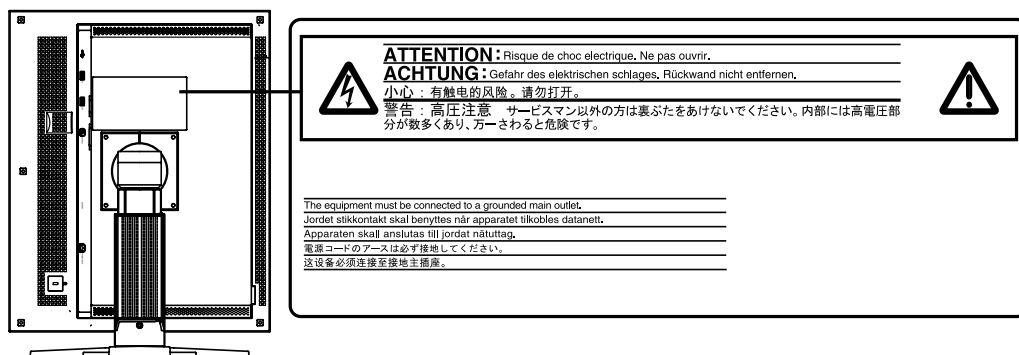 ATTENTION : Risque de choc electrique. Ne pas ouvrir.
ACHTUNG : Gefahr des elektrischen schlages. Rückwand nicht entfernen.
小心 : 有触电的风险。请勿打开。
警告 : 高圧注意 サービスマン以外の方は裏ぶたをあけないでください。内部には高電圧部
分が数多くあり、万一さわると危険です。
The equipment must be connected to a grounded main outlet.
Jordet stikkontakt skal benyttes når apparatet tilkobles datanett.
Apparaten skall anslutas till jordat nätuttag.
電源コードのアースは必ず接地してください。
这设备必须连接至接地主插座。